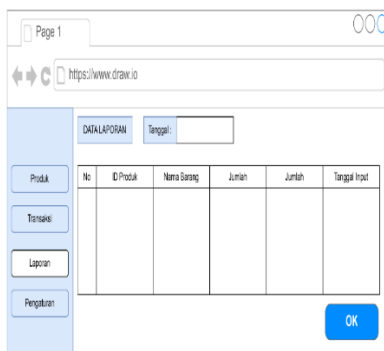 Page 1
https://www.draw.io
DATA LAPORAN
Tanggal :
Produk
Transaksi
Laporan
Pengaturan
No ID Produk Nama Barang Jumlah Jumlah Tanggal Input
OK